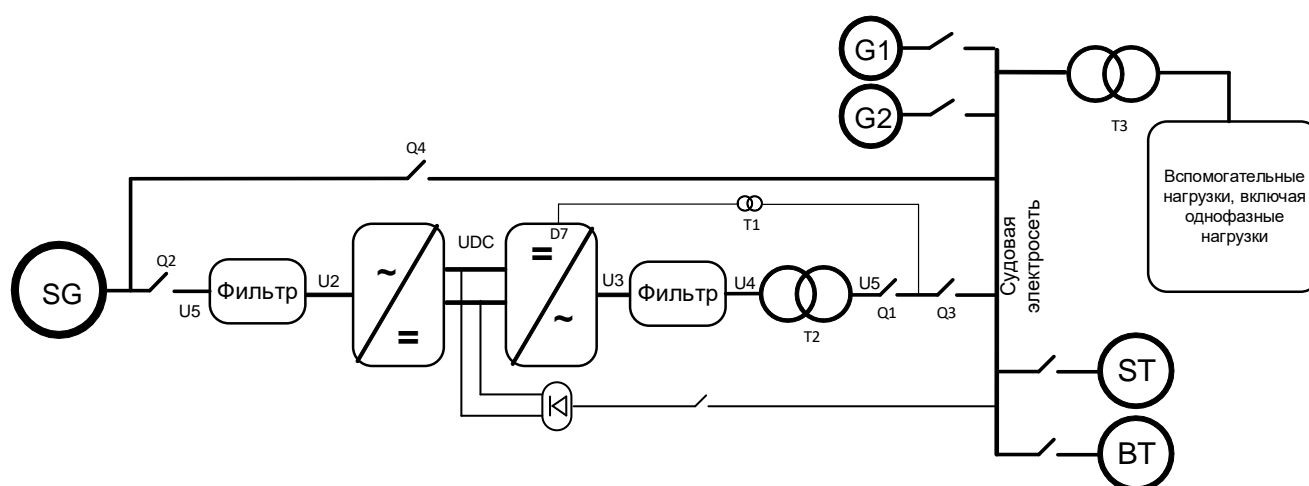 G1
G2
T3
Q4
Вспомогательные
нагрузки, включая
однофазные
нагрузки
Судовая
электросеть
T1
D7
=
~
UDC
~
=
SG
Q2
U5
Фильтр
U2
U3
Фильтр
U4
T2
U5
Q1
Q3
ST
BT